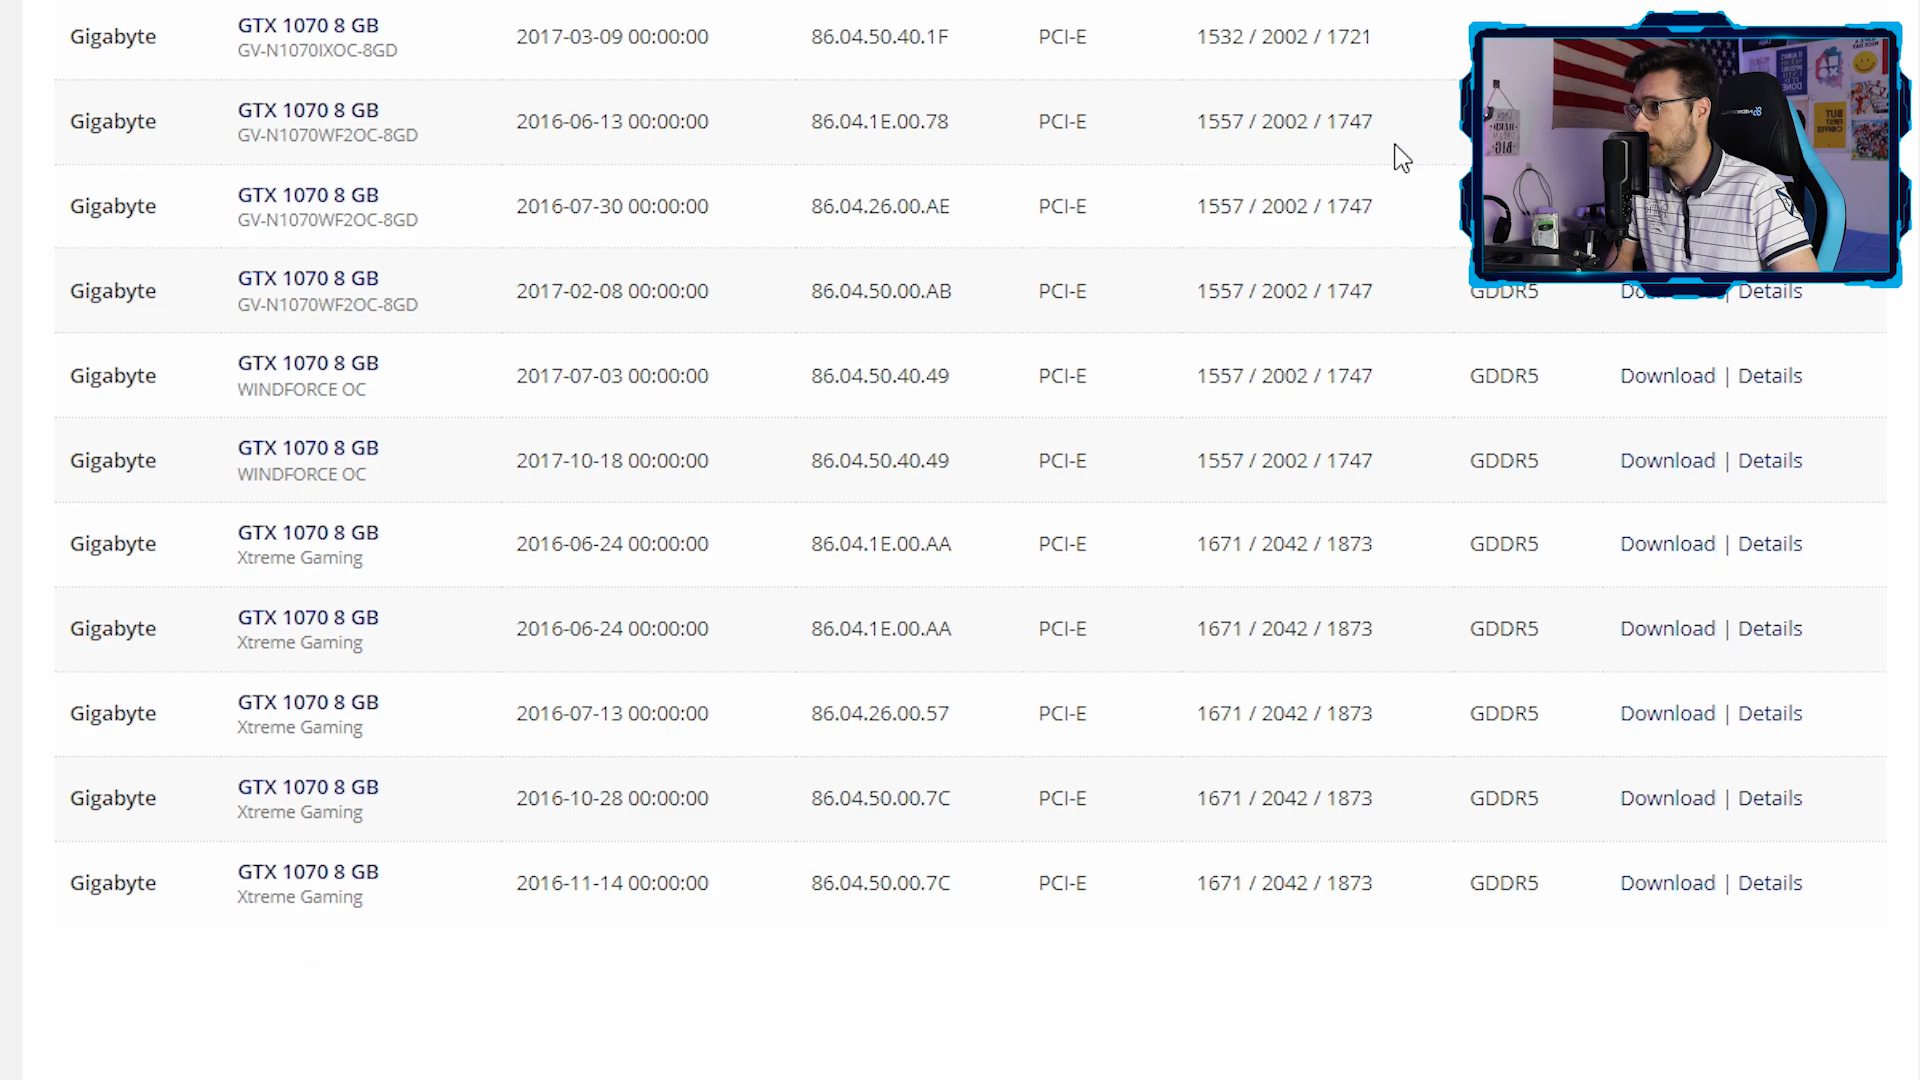 Gigabyte GTX 1070 8 GB 2017-03-09 00:00:00 86.04.50.40.1F PCI-E 1532 / 2002 / 1721
GV-N1070IXOC-8GD
Gigabyte GTX 1070 8 GB 2016-06-13 00:00:00 86.04.1E.00.78 PCI-E 1557 / 2002 / 1747
GV-N1070WF2OC-8GD
Gigabyte GTX 1070 8 GB 2016-07-30 00:00:00 86.04.26.00.AE PCI-E 1557 / 2002 / 1747
GV-N1070WF2OC-8GD
Gigabyte GTX 1070 8 GB 2017-02-08 00:00:00 86.04.50.00.AB PCI-E 1557 / 2002 / 1747 GDDR5 | Details
GV-N1070WF2OC-8GD
Gigabyte GTX 1070 8 GB 2017-07-03 00:00:00 86.04.50.40.49 PCI-E 1557 / 2002 / 1747 GDDR5 Download | Details
WINDFORCE OC
Gigabyte GTX 1070 8 GB 2017-10-18 00:00:00 86.04.50.40.49 PCI-E 1557 / 2002 / 1747 GDDR5 Download | Details
WINDFORCE OC
Gigabyte GTX 1070 8 GB 2016-06-24 00:00:00 86.04.1E.00.AA PCI-E 1671 / 2042 / 1873 GDDR5 Download | Details
Xtreme Gaming
Gigabyte GTX 1070 8 GB 2016-06-24 00:00:00 86.04.1E.00.AA PCI-E 1671 / 2042 / 1873 GDDR5 Download | Details
Xtreme Gaming
Gigabyte GTX 1070 8 GB 2016-07-13 00:00:00 86.04.26.00.57 PCI-E 1671 / 2042 / 1873 GDDR5 Download | Details
Xtreme Gaming
Gigabyte GTX 1070 8 GB 2016-10-28 00:00:00 86.04.50.00.7C PCI-E 1671 / 2042 / 1873 GDDR5 Download | Details
Xtreme Gaming
Gigabyte GTX 1070 8 GB 2016-11-14 00:00:00 86.04.50.00.7C PCI-E 1671 / 2042 / 1873 GDDR5 Download | Details
Xtreme Gaming
BUT
FIRST
COFFEE